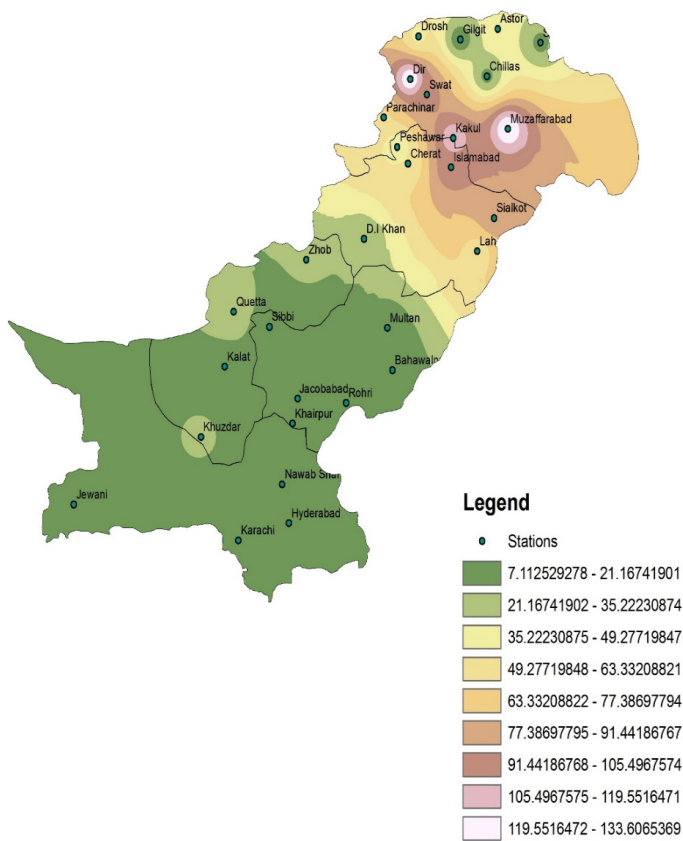 Astor
Drosh
Gilgit
Chillas
Dir
Swat
Parachinar
Muzaffarabad
Kakul
Peshawar
Cherat
Islamabad
Sialkot
D.I Khan
Lah
Zhob
Quetta
Sibbi
Multan
Kalat
Bahawaln
Jacobabad
Rohri
Khairpur
Khuzdar
Nawab Shah
Jewani
Hyderabad
Karachi
Legend
Stations
7.112529278 - 21.16741901
21.16741902 - 35.22230874
35.22230875 - 49.27719847
49.27719848 - 63.33208821
63.33208822 - 77.38697794
77.38697795 - 91.44186767
91.44186768 - 105.4967574
105.4967575 - 119.5516471
119.5516472 - 133.6065369